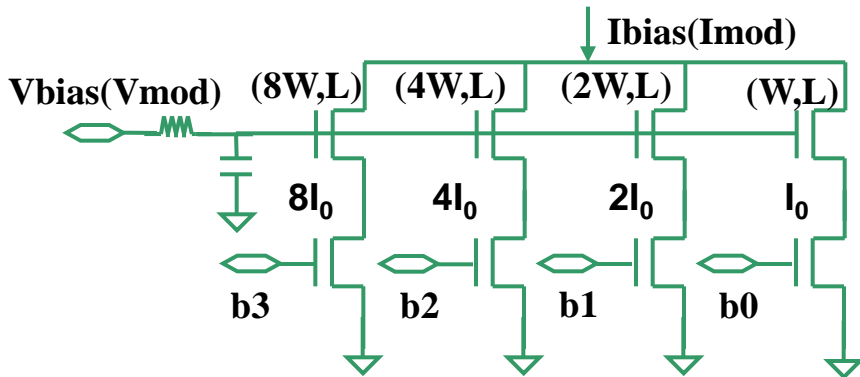 Ibias(Imod)
Vbias(Vmod)
(8W,L) (4W,L) (2W,L) (W,L)
8I₀ 4I₀ 2I₀ I₀
b3 b2 b1 b0